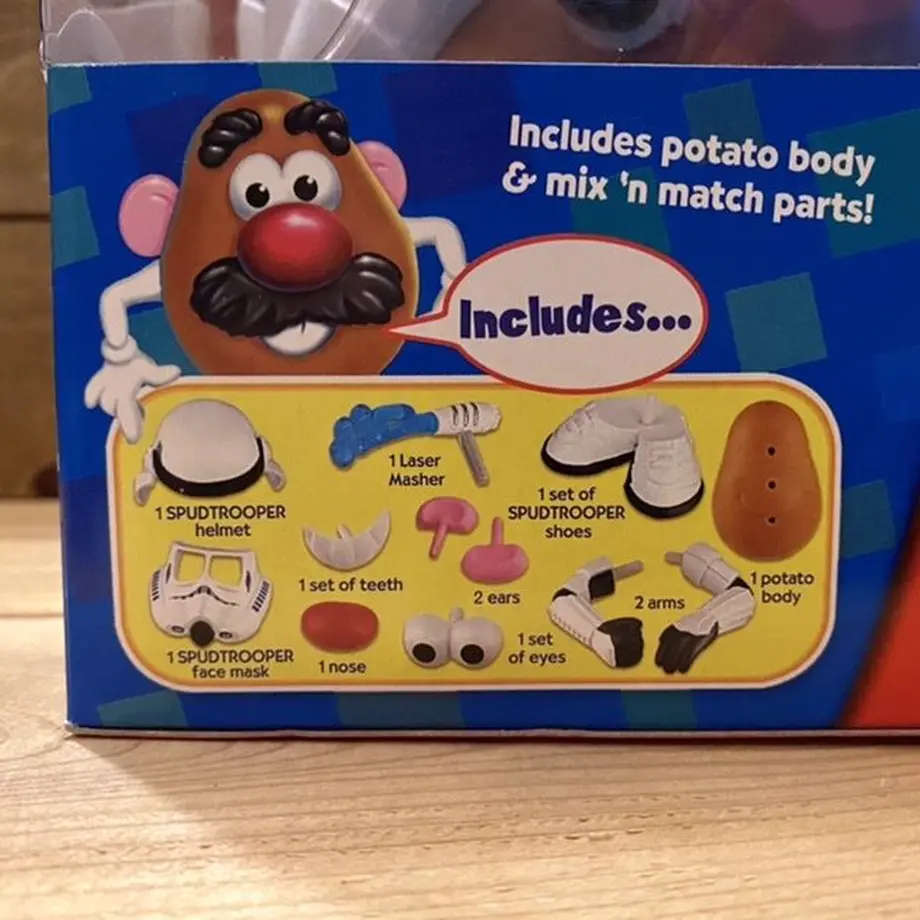 Includes potato body
& mix 'n match parts!
Includes...
1 SPUDTROOPER
helmet
1 Laser
Masher
1 set of
SPUDTROOPER
shoes
1 set of teeth
2 ears
2 arms
1 potato
body
1 SPUDTROOPER
face mask
1 nose
1 set
of eyes